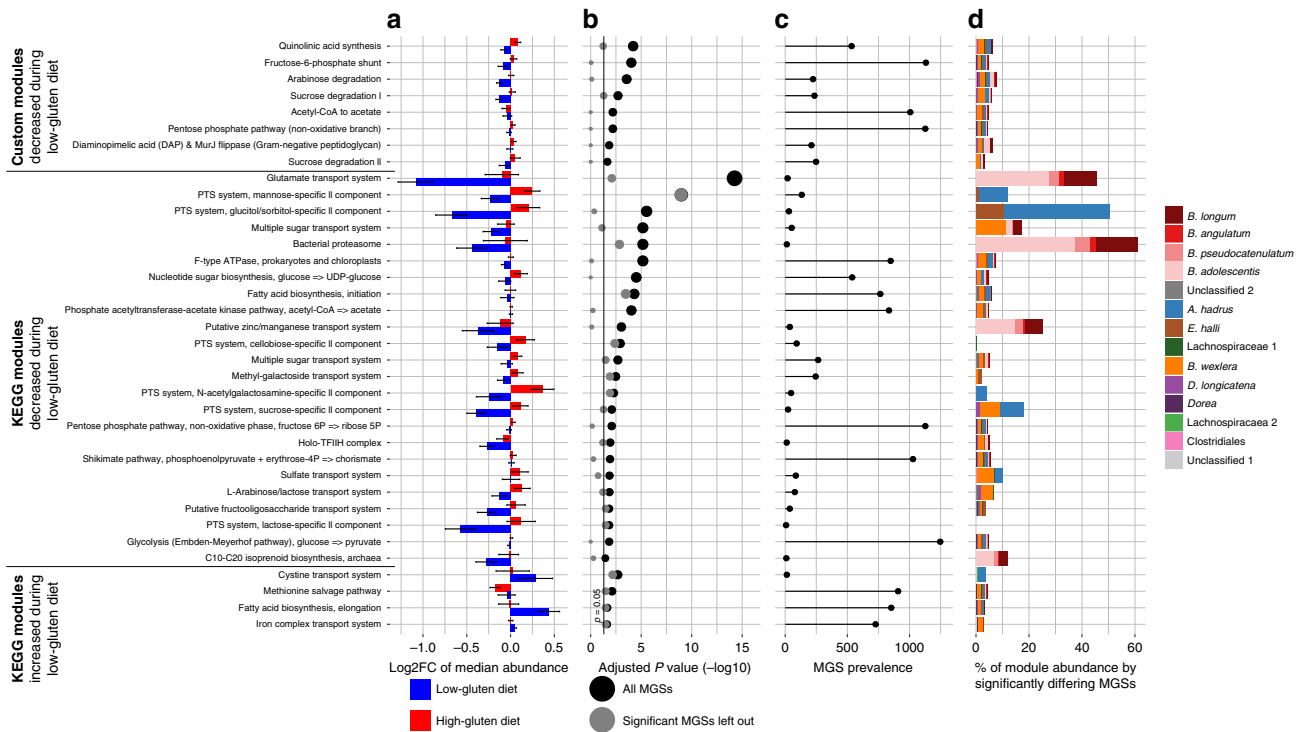 a b c d
Custom modules
decreased during
low-gluten diet
Quinolinic acid synthesis
Fructose-6-phosphate shunt
Arabinose degradation
Sucrose degradation I
Acetyl-CoA to acetate
Pentose phosphate pathway (non-oxidative branch)
Diaminopimelic acid (DAP) & MurJ flippase (Gram-negative peptidoglycan)
Sucrose degradation II
KEGG modules
decreased during
low-gluten diet
Glutamate transport system
PTS system, mannose-specific II component
PTS system, glucitol/sorbitol-specific II component
Multiple sugar transport system
Bacterial proteasome
F-type ATPase, prokaryotes and chloroplasts
Nucleotide sugar biosynthesis, glucose => UDP-glucose
Fatty acid biosynthesis, initiation
Phosphate acetyltransferase-acetate kinase pathway, acetyl-CoA => acetate
Putative zinc/manganese transport system
PTS system, cellobiose-specific II component
Multiple sugar transport system
Methyl-galactoside transport system
PTS system, N-acetylgalactosamine-specific II component
PTS system, sucrose-specific II component
Pentose phosphate pathway, non-oxidative phase, fructose 6P => ribose 5P
Holo-TFIIH complex
Shikimate pathway, phosphoenolpyruvate + erythrose-4P => chorismate
Sulfate transport system
L-Arabinose/lactose transport system
Putative fructooligosaccharide transport system
PTS system, lactose-specific II component
Glycolysis (Embden-Meyerhof pathway), glucose => pyruvate
C10-C20 isoprenoid biosynthesis, archaea
KEGG modules
increased during
low-gluten diet
Cystine transport system
Methionine salvage pathway
Fatty acid biosynthesis, elongation
Iron complex transport system
p = 0.05
−1.0 −0.5 0.0 0.5
0 5 10 15
0 500 1000
0 10 20 30 40 50 60
Log2FC of median abundance
Adjusted P value (−log10)
MGS prevalence
% of module abundance by
significantly differing MGSs
Low-gluten diet
High-gluten diet
All MGSs
Significant MGSs left out
B. longum
B. angulatum
B. pseudocatenulatum
B. adolescentis
Unclassified 2
A. hadrus
E. halli
Lachnospiraceae 1
B. wexlera
D. longicatena
Dorea
Lachnospiracaea 2
Clostridiales
Unclassified 1